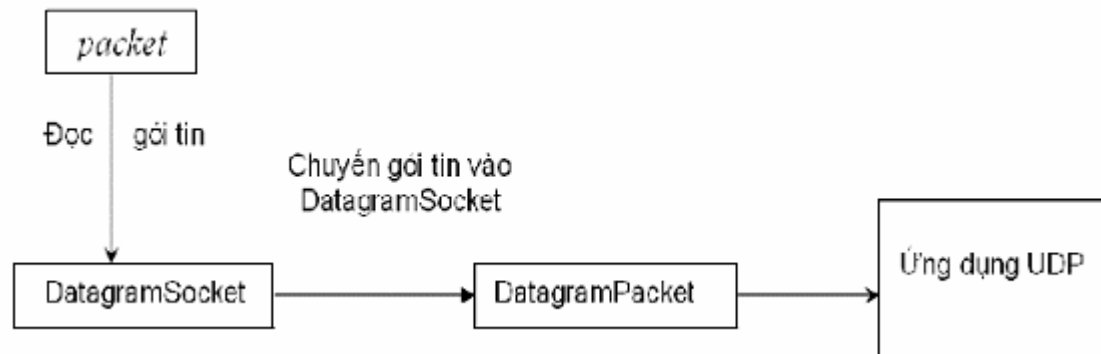 packet
Đọc gói tin
Chuyển gói tin vào
DatagramSocket
DatagramSocket
DatagramPacket
Ứng dụng UDP